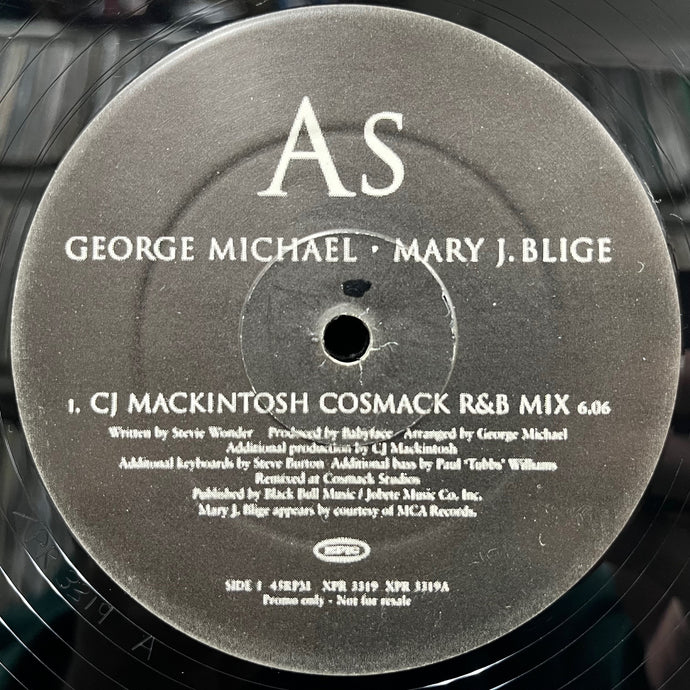 As
GEORGE MICHAEL · MARY J. BLIGE
1. CJ MACKINTOSH COSMACK R&B MIX 6.06
Written by Stevie Wonder Produced by Babyface Arranged by George Michael
Additional production by CJ Mackintosh
Additional keyboards by Steve Burton Additional bass by Paul 'Tubbs' Williams
Remixed at Cosmack Studios
Published by Black Bull Music / Jobete Music Co, Inc.
Mary J. Blige appears by courtesy of MCA Records.
EPIC
SIDE 1 45RPM XPR 3319 XPR 3319A
Promo only - Not for resale
XPR 3319 A